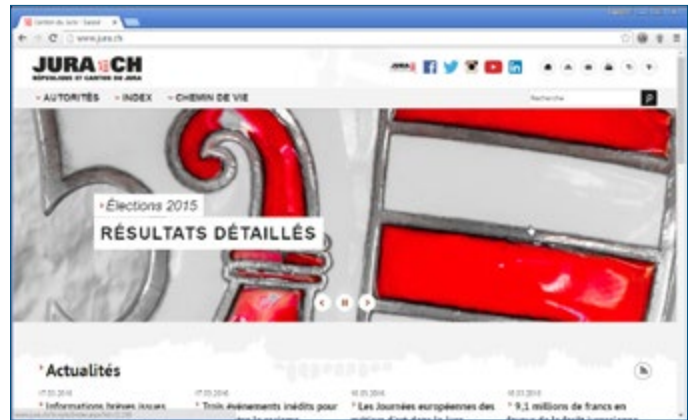 www.jura.ch
JURA CH
RÉPUBLIQUE ET CANTON DU JURA
AUTORITÉS INDEX CHEMIN DE VIE
Recherche
Élections 2015
RÉSULTATS DÉTAILLÉS
Actualités
Informations brèves issues
Trois événements inédits pour
Les Journées européennes des
9,1 millions de francs en